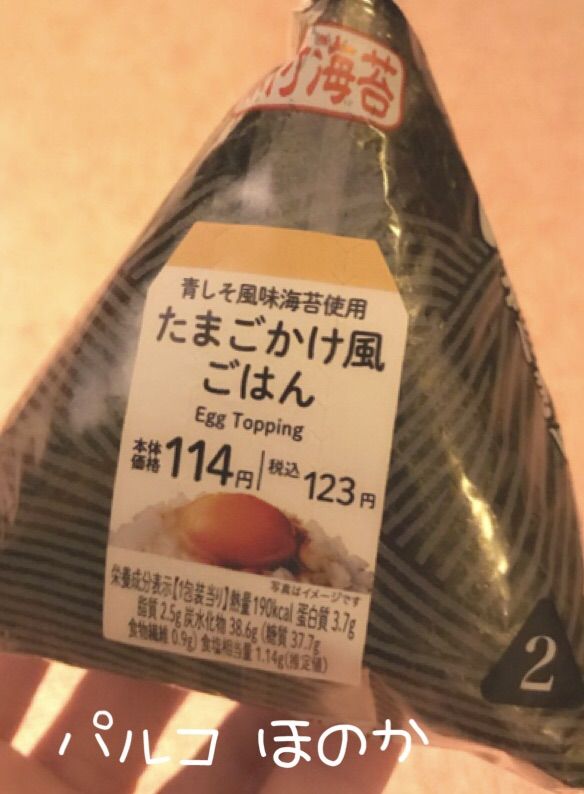 海苔
青しそ風味海苔使用
たまごかけ風
ごはん
Egg Topping
本体価格 114円 税込 123円
写真はイメージです
栄養成分表示【1包装当り】熱量190kcal 蛋白質 3.7g
脂質 2.5g 炭水化物 38.6g (糖質 37.7g
食物繊維 0.9g) 食塩相当量 1.14g(推定値)
2
パルコ ほのか